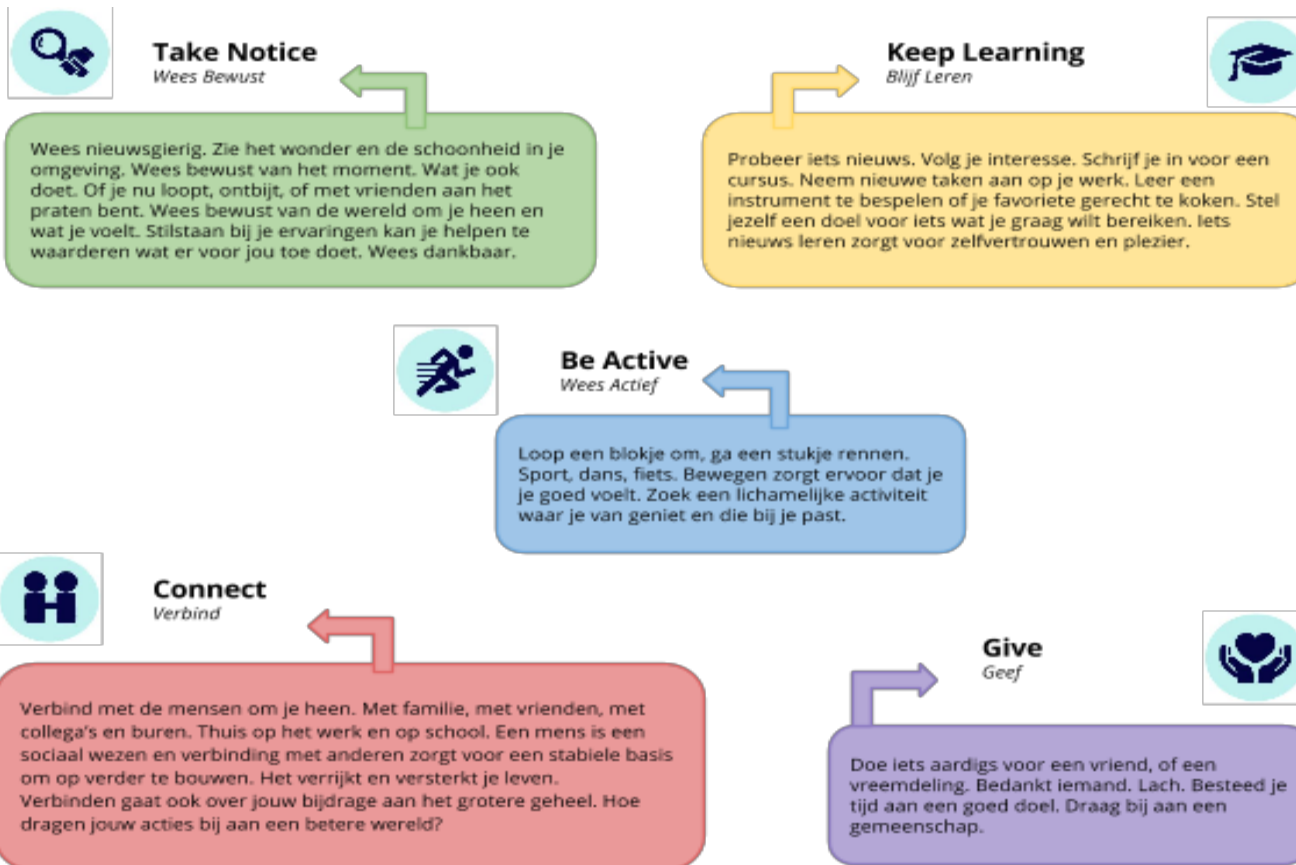 Take Notice
Wees Bewust
Wees nieuwsgierig. Zie het wonder en de schoonheid in je
omgeving. Wees bewust van het moment. Wat je ook
doet. Of je nu loopt, ontbijt, of met vrienden aan het
praten bent. Wees bewust van de wereld om je heen en
wat je voelt. Stilstaan bij je ervaringen kan je helpen te
waarderen wat er voor jou toe doet. Wees dankbaar.
Keep Learning
Blijf Leren
Probeer iets nieuws. Volg je interesse. Schrijf je in voor een
cursus. Neem nieuwe taken aan op je werk. Leer een
instrument te bespelen of je favoriete gerecht te koken. Stel
jezelf een doel voor iets wat je graag wilt bereiken. Iets
nieuws leren zorgt voor zelfvertrouwen en plezier.
Be Active
Wees Actief
Loop een blokje om, ga een stukje rennen.
Sport, dans, fiets. Bewegen zorgt ervoor dat je
je goed voelt. Zoek een lichamelijke activiteit
waar je van geniet en die bij je past.
Connect
Verbind
Verbind met de mensen om je heen. Met familie, met vrienden, met
collega's en buren. Thuis op het werk en op school. Een mens is een
sociaal wezen en verbinding met anderen zorgt voor een stabiele basis
om op verder te bouwen. Het verrijkt en versterkt je leven.
Verbinden gaat ook over jouw bijdrage aan het grotere geheel. Hoe
dragen jouw acties bij aan een betere wereld?
Give
Geef
Doe iets aardigs voor een vriend, of een
vreemdeling. Bedankt iemand. Lach. Besteed je
tijd aan een goed doel. Draag bij aan een
gemeenschap.